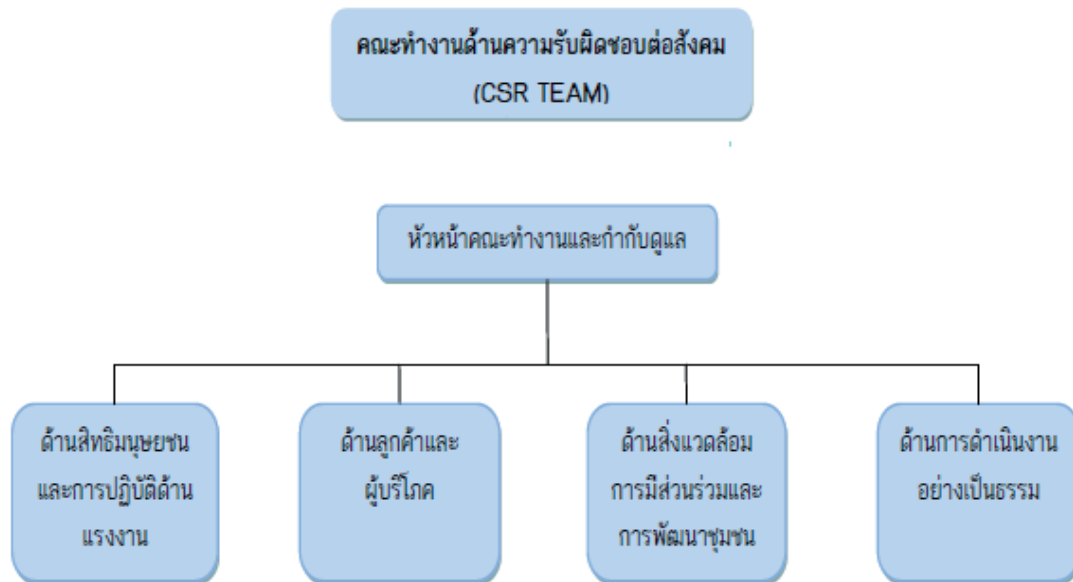 คณะทำงานด้านความรับผิดชอบต่อสังคม
(CSR TEAM)
หัวหน้าคณะทำงานและกำกับดูแล
ด้านสิทธิมนุษยชน
และการปฏิบัติด้าน
แรงงาน
ด้านลูกค้าและ
ผู้บริโภค
ด้านสิ่งแวดล้อม
การมีส่วนร่วมและ
การพัฒนาชุมชน
ด้านการดำเนินงาน
อย่างเป็นธรรม